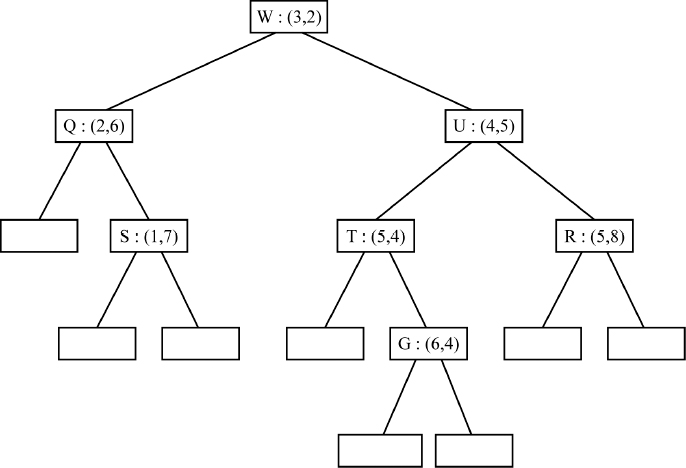 W : (3,2)
Q : (2,6)
U : (4,5)
S : (1,7)
T : (5,4)
R : (5,8)
G : (6,4)